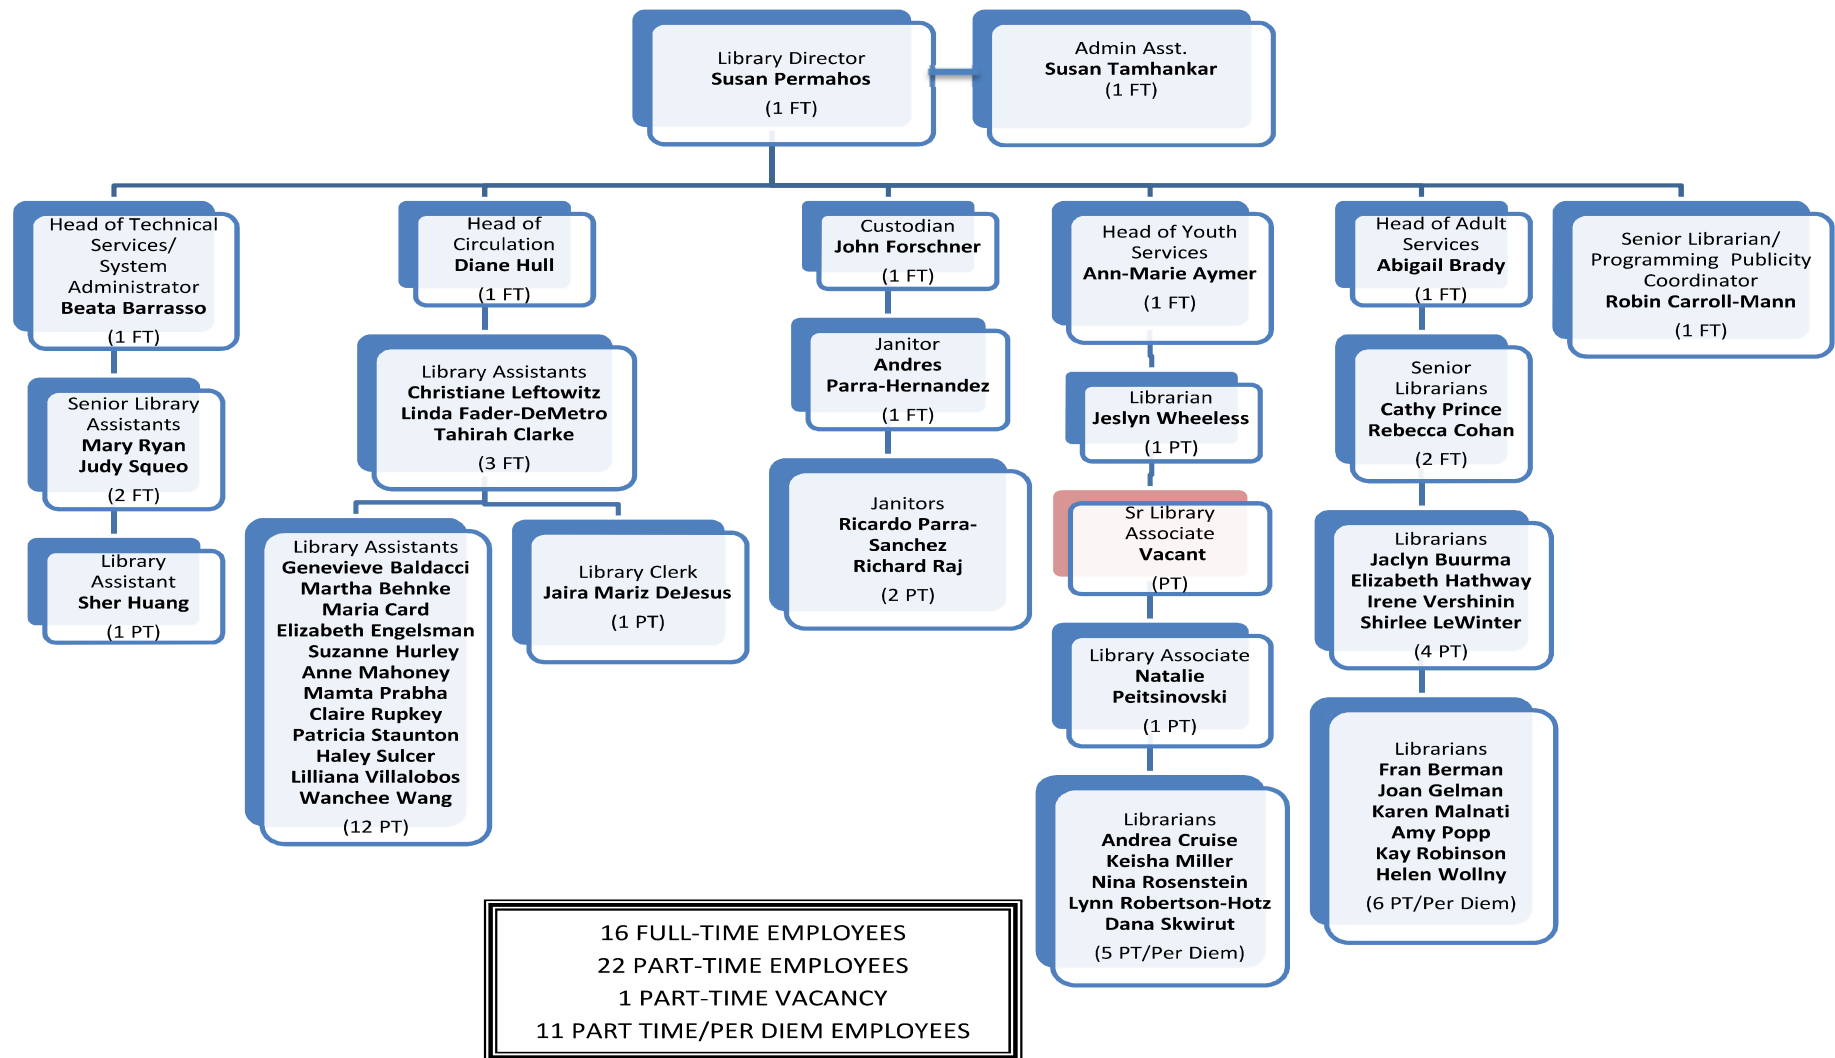 Library Director
Susan Permahos
(1 FT)
Admin Asst.
Susan Tamhankar
(1 FT)
Head of Technical
Services/
System
Administrator
Beata Barrasso
(1 FT)
Senior Library
Assistants
Mary Ryan
Judy Squeo
(2 FT)
Library
Assistant
Sher Huang
(1 PT)
Head of
Circulation
Diane Hull
(1 FT)
Library Assistants
Christiane Leftowitz
Linda Fader-DeMetro
Tahirah Clarke
(3 FT)
Library Assistants
Genevieve Baldacci
Martha Behnke
Maria Card
Elizabeth Engelsman
Suzanne Hurley
Anne Mahoney
Mamta Prabha
Claire Rupkey
Patricia Staunton
Haley Sulcer
Lilliana Villalobos
Wanchee Wang
(12 PT)
Library Clerk
Jaira Mariz DeJesus
(1 PT)
Custodian
John Forschner
(1 FT)
Janitor
Andres
Parra-Hernandez
(1 FT)
Janitors
Ricardo Parra-
Sanchez
Richard Raj
(2 PT)
Head of Youth
Services
Ann-Marie Aymer
(1 FT)
Librarian
Jeslyn Wheeless
(1 PT)
Sr Library
Associate
Vacant
(PT)
Library Associate
Natalie
Peitsinovski
(1 PT)
Librarians
Andrea Cruise
Keisha Miller
Nina Rosenstein
Lynn Robertson-Hotz
Dana Skwirut
(5 PT/Per Diem)
Head of Adult
Services
Abigail Brady
(1 FT)
Senior
Librarians
Cathy Prince
Rebecca Cohan
(2 FT)
Librarians
Jaclyn Buurma
Elizabeth Hathway
Irene Vershinin
Shirlee LeWinter
(4 PT)
Librarians
Fran Berman
Joan Gelman
Karen Malnati
Amy Popp
Kay Robinson
Helen Wollny
(6 PT/Per Diem)
Senior Librarian/
Programming Publicity
Coordinator
Robin Carroll-Mann
(1 FT)
16 FULL-TIME EMPLOYEES
22 PART-TIME EMPLOYEES
1 PART-TIME VACANCY
11 PART TIME/PER DIEM EMPLOYEES